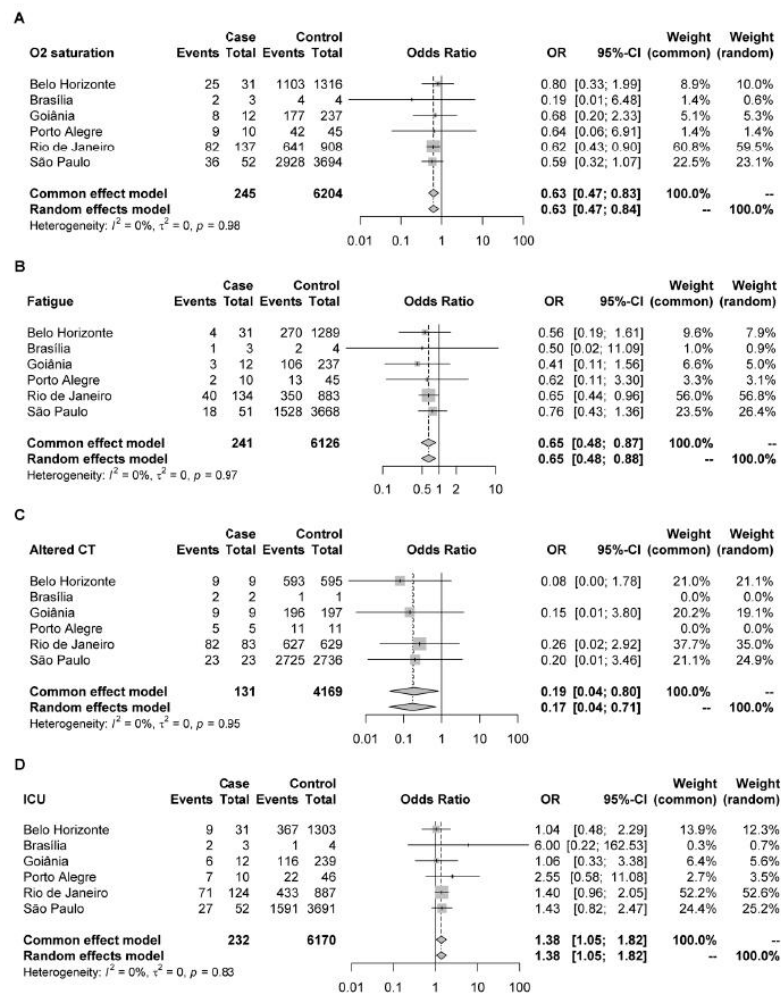 A
Case Control Weight Weight
O2 saturation Events Total Events Total Odds Ratio OR 95%-CI (common) (random)
Belo Horizonte 25 31 1103 1316 0.80 [0.33; 1.99] 8.9% 10.0%
Brasília 2 3 4 4 0.19 [0.01; 6.48] 1.4% 0.6%
Goiânia 8 12 177 237 0.68 [0.20; 2.33] 5.1% 5.3%
Porto Alegre 9 10 42 45 0.64 [0.06; 6.91] 1.4% 1.4%
Rio de Janeiro 82 137 641 908 0.62 [0.43; 0.90] 60.8% 59.5%
São Paulo 36 52 2928 3694 0.59 [0.32; 1.07] 22.5% 23.1%
Common effect model 245 6204 0.63 [0.47; 0.83] 100.0% --
Random effects model 0.63 [0.47; 0.84] -- 100.0%
Heterogeneity: I² = 0%, τ² = 0, p = 0.98
0.01 0.1 1 10 100
B
Case Control Weight Weight
Fatigue Events Total Events Total Odds Ratio OR 95%-CI (common) (random)
Belo Horizonte 4 31 270 1289 0.56 [0.19; 1.61] 9.6% 7.9%
Brasília 1 3 2 4 0.50 [0.02; 11.09] 1.0% 0.9%
Goiânia 3 12 106 237 0.41 [0.11; 1.56] 6.6% 5.0%
Porto Alegre 2 10 13 45 0.62 [0.11; 3.30] 3.3% 3.1%
Rio de Janeiro 40 134 350 883 0.65 [0.44; 0.96] 56.0% 56.8%
São Paulo 18 51 1528 3668 0.76 [0.43; 1.36] 23.5% 26.4%
Common effect model 241 6126 0.65 [0.48; 0.87] 100.0% --
Random effects model 0.65 [0.48; 0.88] -- 100.0%
Heterogeneity: I² = 0%, τ² = 0, p = 0.97
0.1 0.5 1 2 10
C
Case Control Weight Weight
Altered CT Events Total Events Total Odds Ratio OR 95%-CI (common) (random)
Belo Horizonte 9 9 593 595 0.08 [0.00; 1.78] 21.0% 21.1%
Brasília 2 2 1 1 0.0% 0.0%
Goiânia 9 9 196 197 0.15 [0.01; 3.80] 20.2% 19.1%
Porto Alegre 5 5 11 11 0.0% 0.0%
Rio de Janeiro 82 83 627 629 0.26 [0.02; 2.92] 37.7% 35.0%
São Paulo 23 23 2725 2736 0.20 [0.01; 3.46] 21.1% 24.9%
Common effect model 131 4169 0.19 [0.04; 0.80] 100.0% --
Random effects model 0.17 [0.04; 0.71] -- 100.0%
Heterogeneity: I² = 0%, τ² = 0, p = 0.95
0.01 0.1 1 10 100
D
Case Control Weight Weight
ICU Events Total Events Total Odds Ratio OR 95%-CI (common) (random)
Belo Horizonte 9 31 367 1303 1.04 [0.48; 2.29] 13.9% 12.3%
Brasília 2 3 1 4 6.00 [0.22; 162.53] 0.3% 0.7%
Goiânia 6 12 116 239 1.06 [0.33; 3.38] 6.4% 5.6%
Porto Alegre 7 10 22 46 2.55 [0.58; 11.08] 2.7% 3.5%
Rio de Janeiro 71 124 433 887 1.40 [0.96; 2.05] 52.2% 52.6%
São Paulo 27 52 1591 3691 1.43 [0.82; 2.47] 24.4% 25.2%
Common effect model 232 6170 1.38 [1.05; 1.82] 100.0% --
Random effects model 1.38 [1.05; 1.82] -- 100.0%
Heterogeneity: I² = 0%, τ² = 0, p = 0.83
0.01 0.1 1 10 100